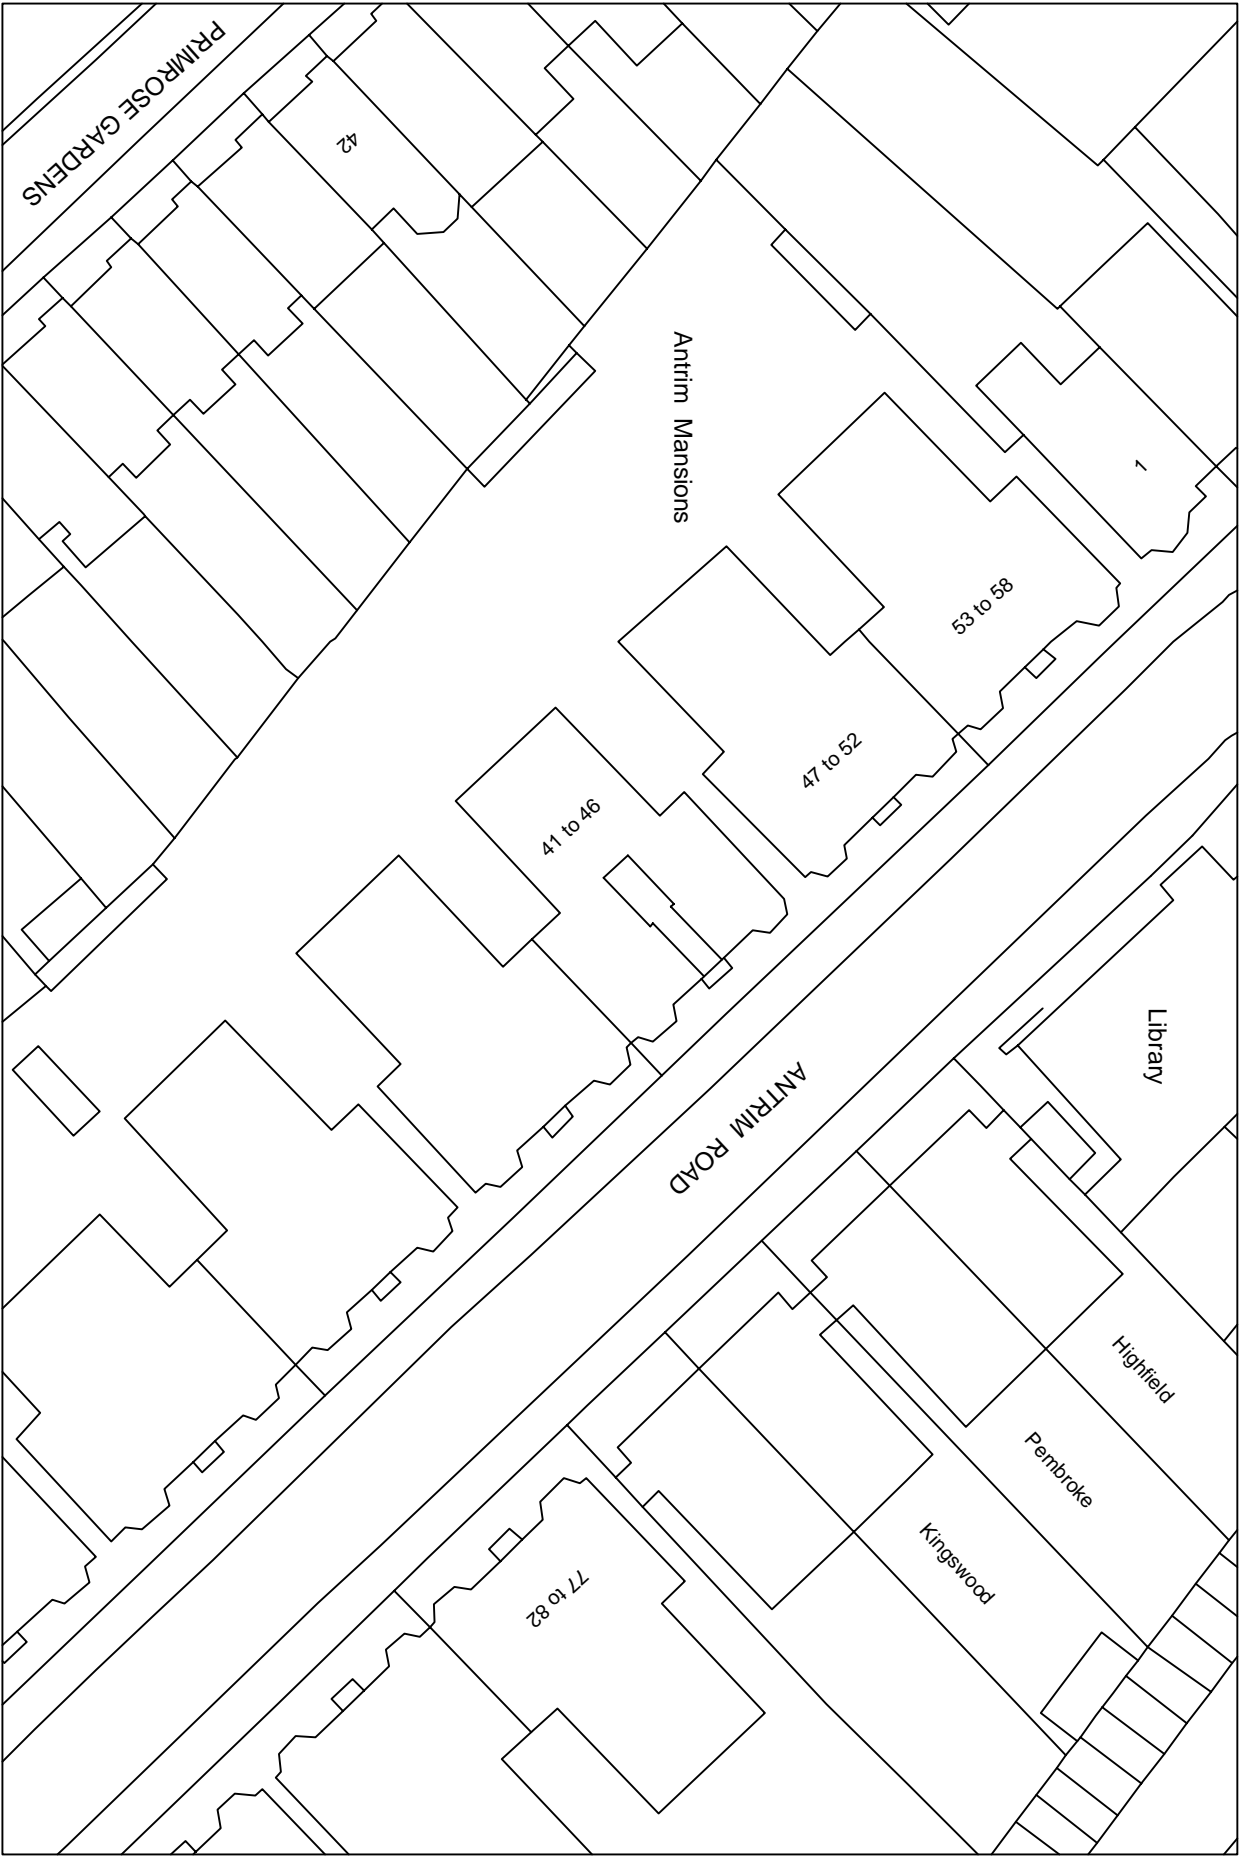 PRIMROSE GARDENS
42
Antrim Mansions
1
53 to 58
47 to 52
41 to 46
Library
ANTRIM ROAD
Highfield
Pembroke
Kingswood
77 to 82